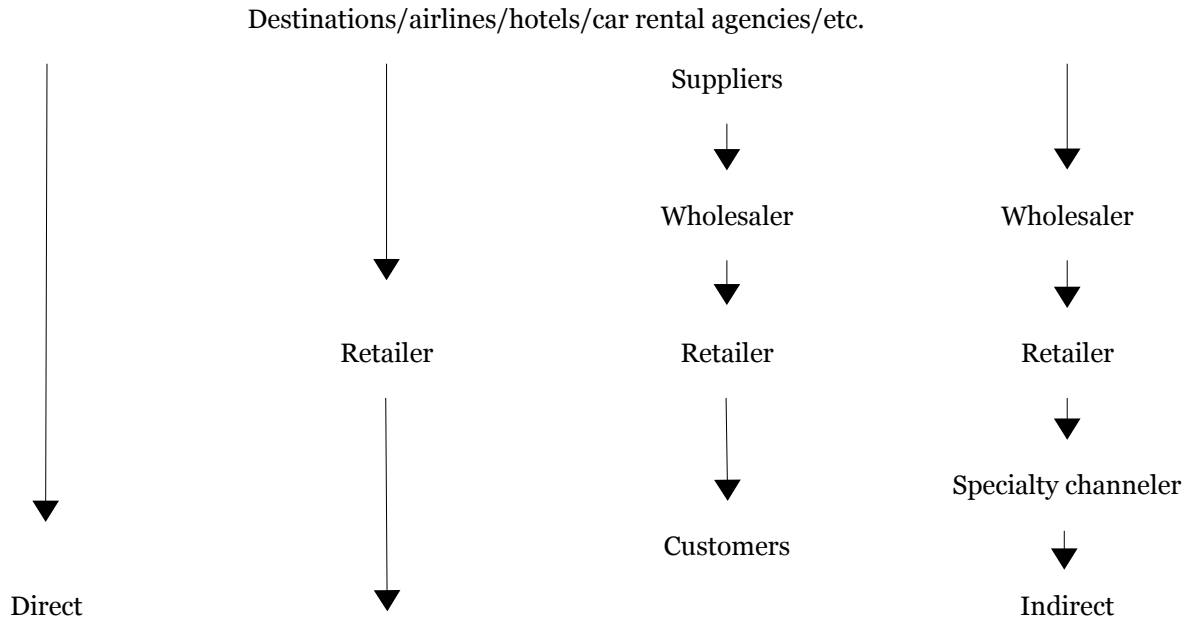 Destinations/airlines/hotels/car rental agencies/etc.
Suppliers
Wholesaler
Wholesaler
Retailer
Retailer
Retailer
Specialty channeler
Customers
Direct
Indirect